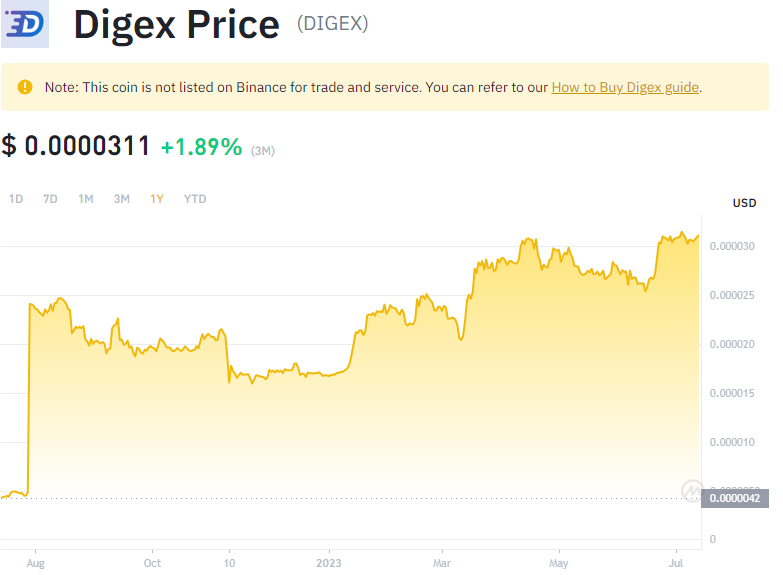 Digex Price (DIGEX)
Note: This coin is not listed on Binance for trade and service. You can refer to our How to Buy Digex guide.
$ 0.0000311 +1.89% (3M)
1D 7D 1M 3M 1Y YTD
USD
0.000030
0.000025
0.000020
0.000015
0.000010
0.0000042
0
Aug Oct 10 2023 Mar May Jul